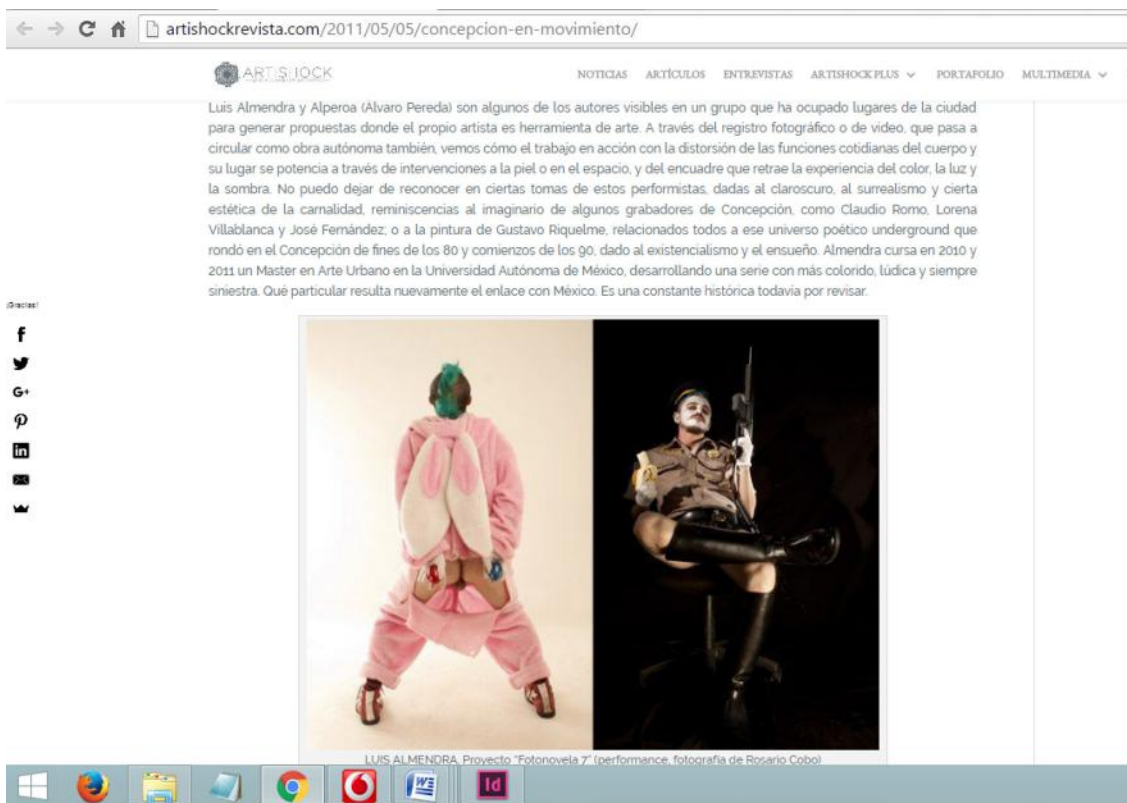 artishockrevista.com/2011/05/05/concepcion-en-movimiento/
ARTISHOCK
NOTICIAS ARTÍCULOS ENTREVISTAS ARTISHOCK PLUS PORTAFOLIO MULTIMEDIA
Luis Almendra y Alperoa (Álvaro Pereda) son algunos de los autores visibles en un grupo que ha ocupado lugares de la ciudad
para generar propuestas donde el propio artista es herramienta de arte. A través del registro fotográfico o de video, que pasa a
circular como obra autónoma también, vemos cómo el trabajo en acción con la distorsión de las funciones cotidianas del cuerpo y
su lugar se potencia a través de intervenciones a la piel o en el espacio, y del encuadre que retrae la experiencia del color, la luz y
la sombra. No puedo dejar de reconocer en ciertas tomas de estos performistas, dadas al claroscuro, al surrealismo y cierta
estética de la carnalidad, reminiscencias al imaginario de algunos grabadores de Concepción, como Claudio Romo, Lorena
Villablanca y José Fernández; o a la pintura de Gustavo Riquelme, relacionados todos a ese universo poético underground que
rondó en el Concepción de fines de los 80 y comienzos de los 90, dado al existencialismo y el ensueño. Almendra cursa en 2010 y
2011 un Master en Arte Urbano en la Universidad Autónoma de México, desarrollando una serie con más colorido, lúdica y siempre
siniestra. Qué particular resulta nuevamente el enlace con México. Es una constante histórica todavía por revisar.
¡Gracias!
f
G+
in
LUIS ALMENDRA, Proyecto "Fotonovela 7" (performance, fotografía de Rosario Cobo)
W
Id